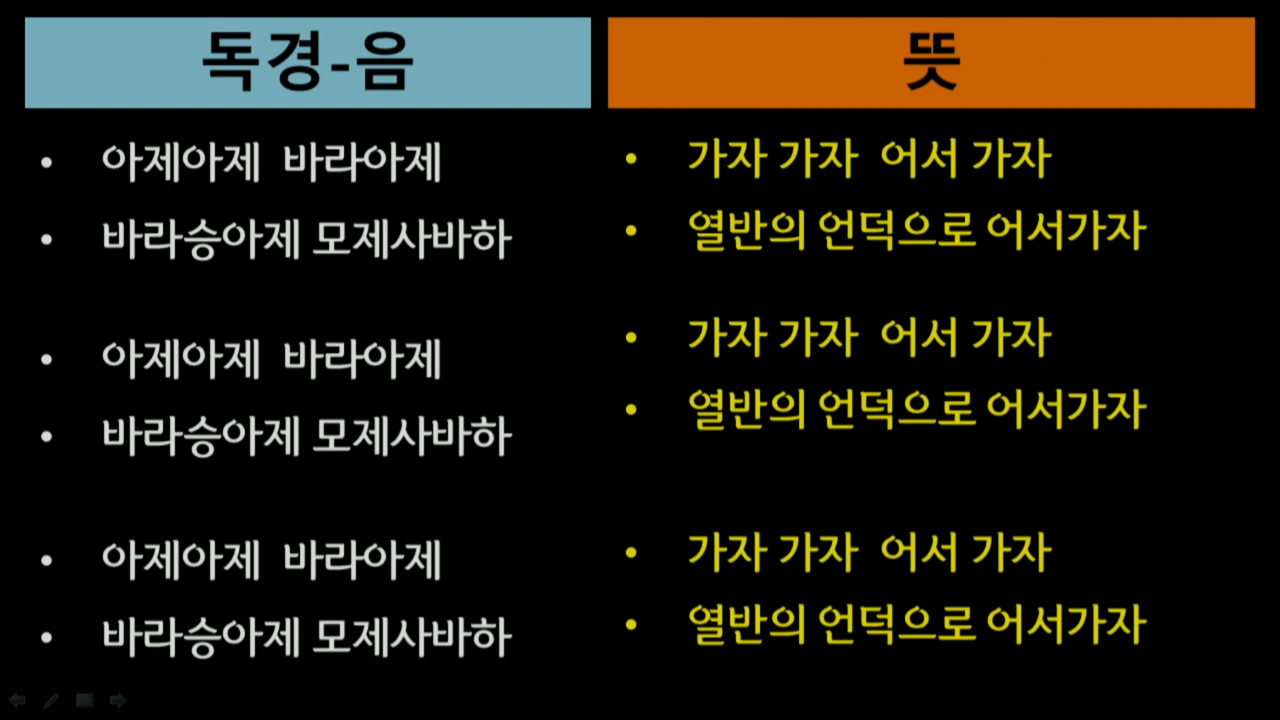 독경-음
• 아제아제 바라아제
• 바라승아제 모제사바하
• 아제아제 바라아제
• 바라승아제 모제사바하
• 아제아제 바라아제
• 바라승아제 모제사바하
뜻
• 가자 가자 어서 가자
• 열반의 언덕으로 어서가자
• 가자 가자 어서 가자
• 열반의 언덕으로 어서가자
• 가자 가자 어서 가자
• 열반의 언덕으로 어서가자